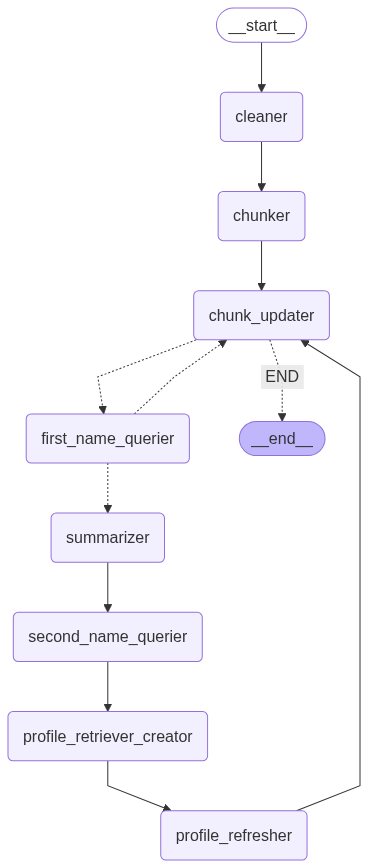 __start__
cleaner
chunker
chunk_updater
END
first_name_querier
__end__
summarizer
second_name_querier
profile_retriever_creator
profile_refresher